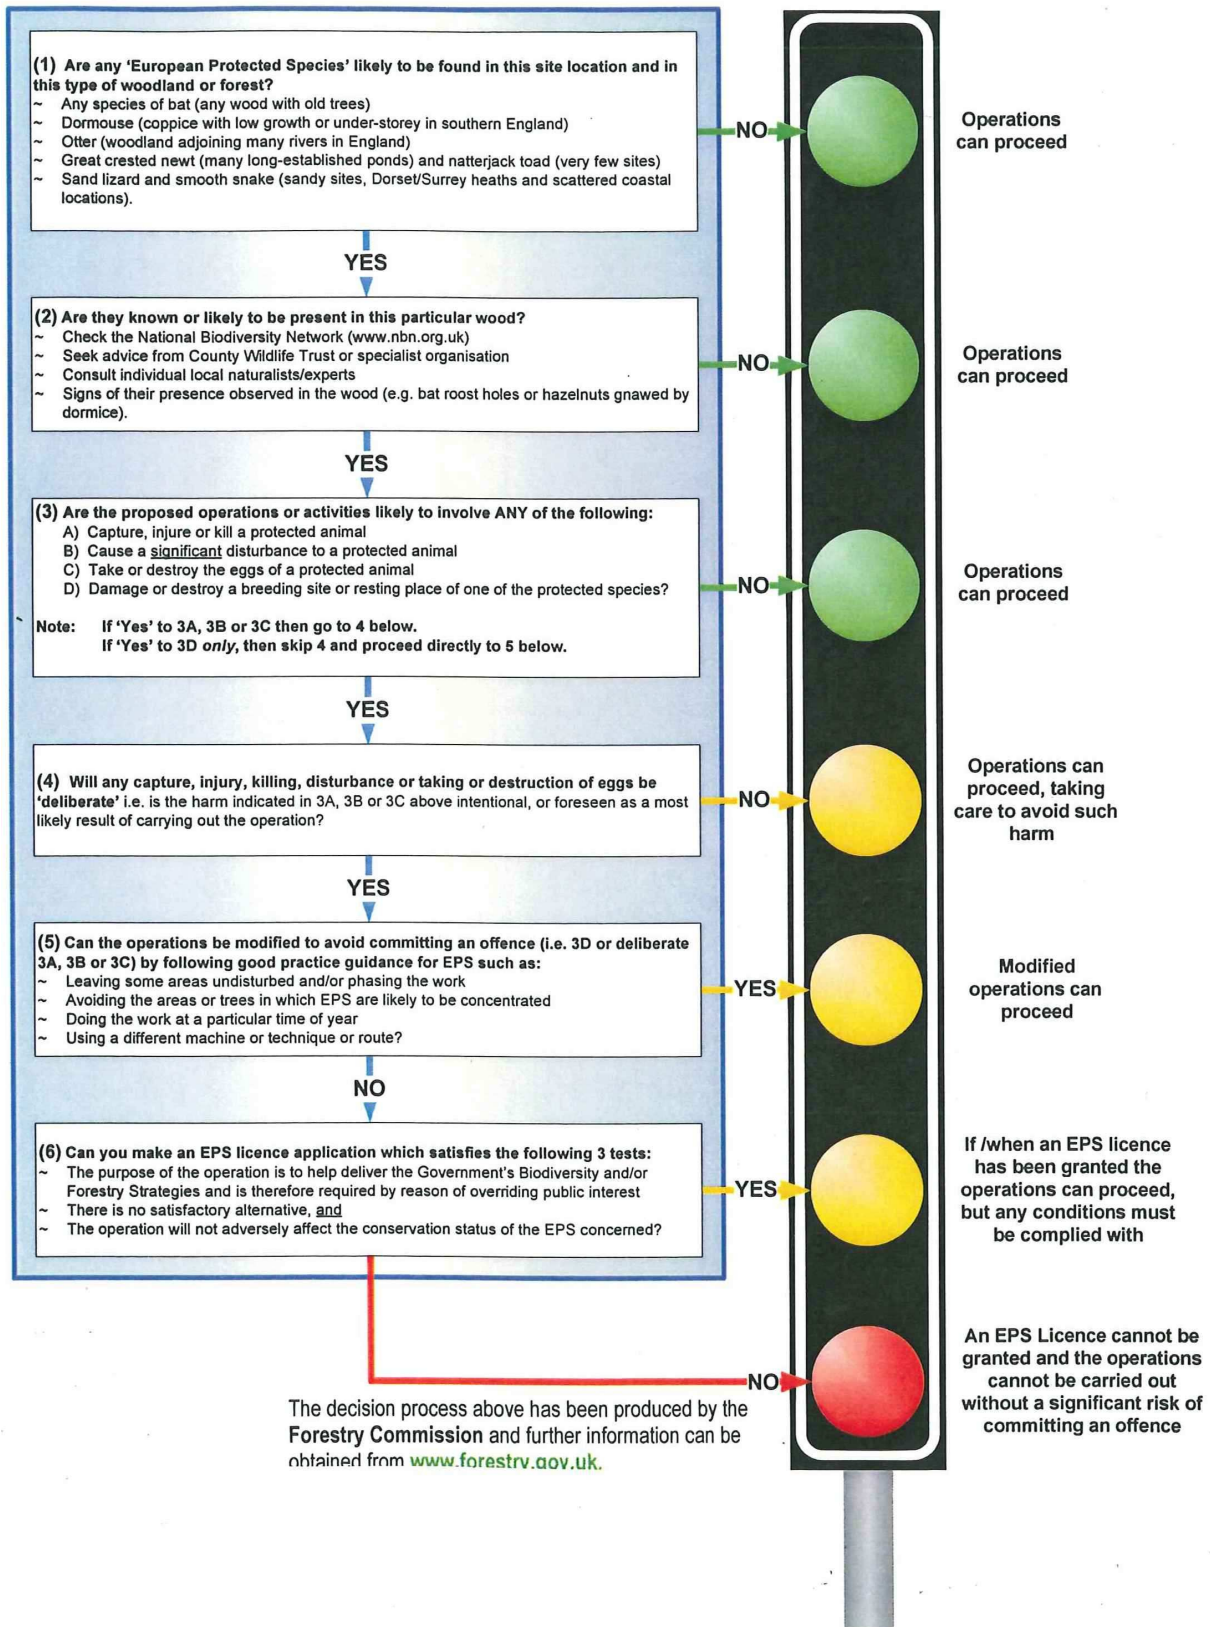 (1) Are any 'European Protected Species' likely to be found in this site location and in
this type of woodland or forest?
~ Any species of bat (any wood with old trees)
~ Dormouse (coppice with low growth or under-storey in southern England)
~ Otter (woodland adjoining many rivers in England)
~ Great crested newt (many long-established ponds) and natterjack toad (very few sites)
~ Sand lizard and smooth snake (sandy sites, Dorset/Surrey heaths and scattered coastal
locations).
NO
Operations
can proceed
YES
(2) Are they known or likely to be present in this particular wood?
~ Check the National Biodiversity Network (www.nbn.org.uk)
~ Seek advice from County Wildlife Trust or specialist organisation
~ Consult individual local naturalists/experts
~ Signs of their presence observed in the wood (e.g. bat roost holes or hazelnuts gnawed by
dormice).
NO
Operations
can proceed
YES
(3) Are the proposed operations or activities likely to involve ANY of the following:
A) Capture, injure or kill a protected animal
B) Cause a significant disturbance to a protected animal
C) Take or destroy the eggs of a protected animal
D) Damage or destroy a breeding site or resting place of one of the protected species?
Note: If 'Yes' to 3A, 3B or 3C then go to 4 below.
If 'Yes' to 3D only, then skip 4 and proceed directly to 5 below.
NO
Operations
can proceed
YES
(4) Will any capture, injury, killing, disturbance or taking or destruction of eggs be
'deliberate' i.e. is the harm indicated in 3A, 3B or 3C above intentional, or foreseen as a most
likely result of carrying out the operation?
NO
Operations can
proceed, taking
care to avoid such
harm
YES
(5) Can the operations be modified to avoid committing an offence (i.e. 3D or deliberate
3A, 3B or 3C) by following good practice guidance for EPS such as:
~ Leaving some areas undisturbed and/or phasing the work
~ Avoiding the areas or trees in which EPS are likely to be concentrated
~ Doing the work at a particular time of year
~ Using a different machine or technique or route?
YES
Modified
operations can
proceed
NO
(6) Can you make an EPS licence application which satisfies the following 3 tests:
~ The purpose of the operation is to help deliver the Government's Biodiversity and/or
Forestry Strategies and is therefore required by reason of overriding public interest
~ There is no satisfactory alternative, and
~ The operation will not adversely affect the conservation status of the EPS concerned?
YES
If /when an EPS licence
has been granted the
operations can proceed,
but any conditions must
be complied with
NO
An EPS Licence cannot be
granted and the operations
cannot be carried out
without a significant risk of
committing an offence
The decision process above has been produced by the
Forestry Commission and further information can be
obtained from www.forestry.gov.uk.